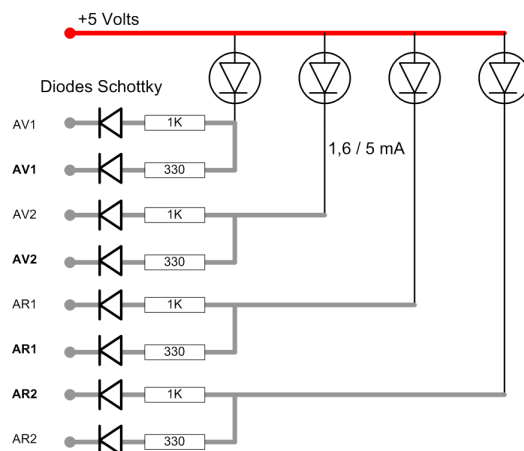 +5 Volts
Diodes Schottky
AV1 1K
1,6 / 5 mA
AV1 330
AV2 1K
AV2 330
AR1 1K
AR1 330
AR2 1K
AR2 330